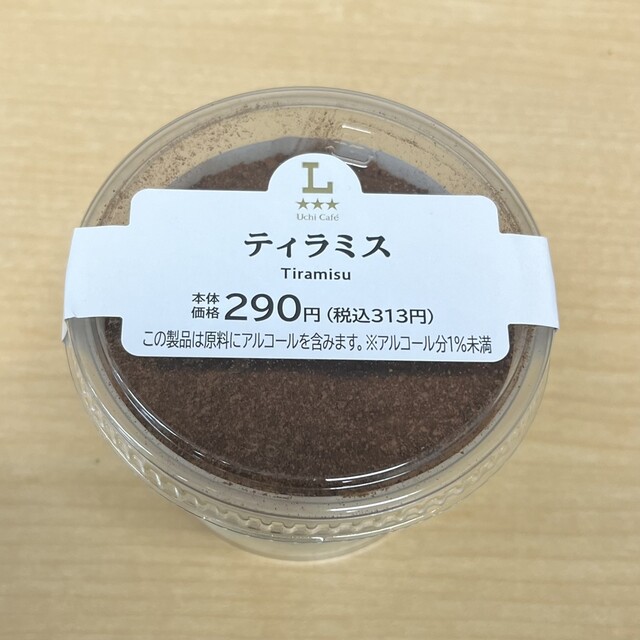 L
★★★
Uchi Café
ティラミス
Tiramisu
本体価格 290円(税込313円)
この製品は原料にアルコールを含みます。※アルコール分1%未満